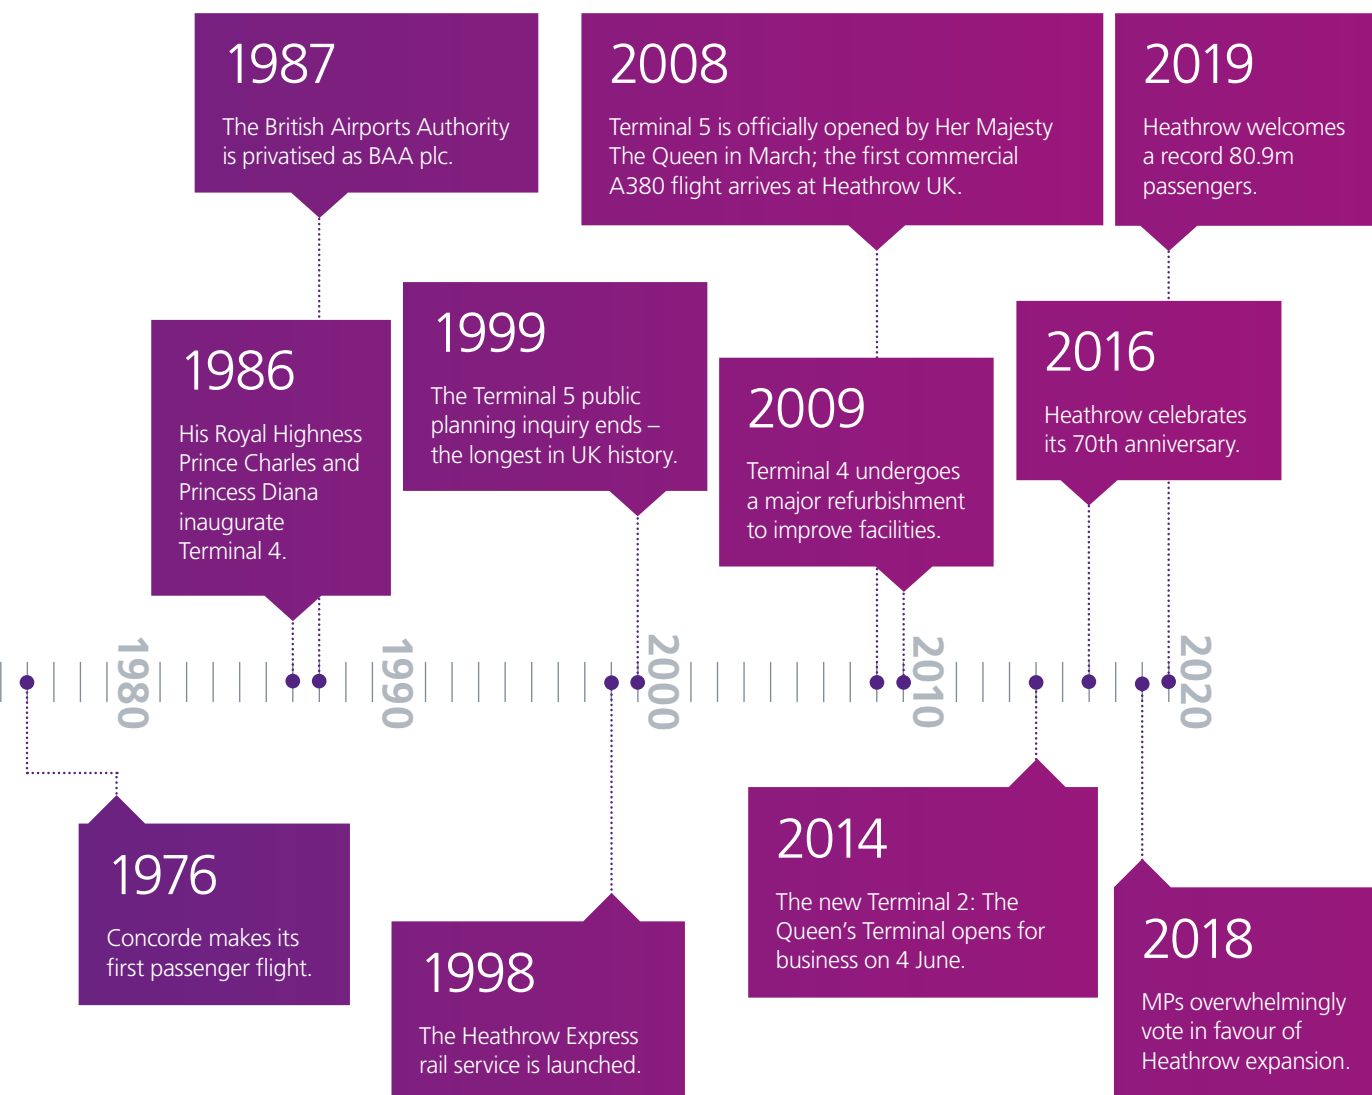 1987
The British Airports Authority
is privatised as BAA plc.
2008
Terminal 5 is officially opened by Her Majesty
The Queen in March; the first commercial
A380 flight arrives at Heathrow UK.
2019
Heathrow welcomes
a record 80.9m
passengers.
1986
His Royal Highness
Prince Charles and
Princess Diana
inaugurate
Terminal 4.
1999
The Terminal 5 public
planning inquiry ends –
the longest in UK history.
2009
Terminal 4 undergoes
a major refurbishment
to improve facilities.
2016
Heathrow celebrates
its 70th anniversary.
1980
1990
2000
2010
2020
1976
Concorde makes its
first passenger flight.
1998
The Heathrow Express
rail service is launched.
2014
The new Terminal 2: The
Queen’s Terminal opens for
business on 4 June.
2018
MPs overwhelmingly
vote in favour of
Heathrow expansion.